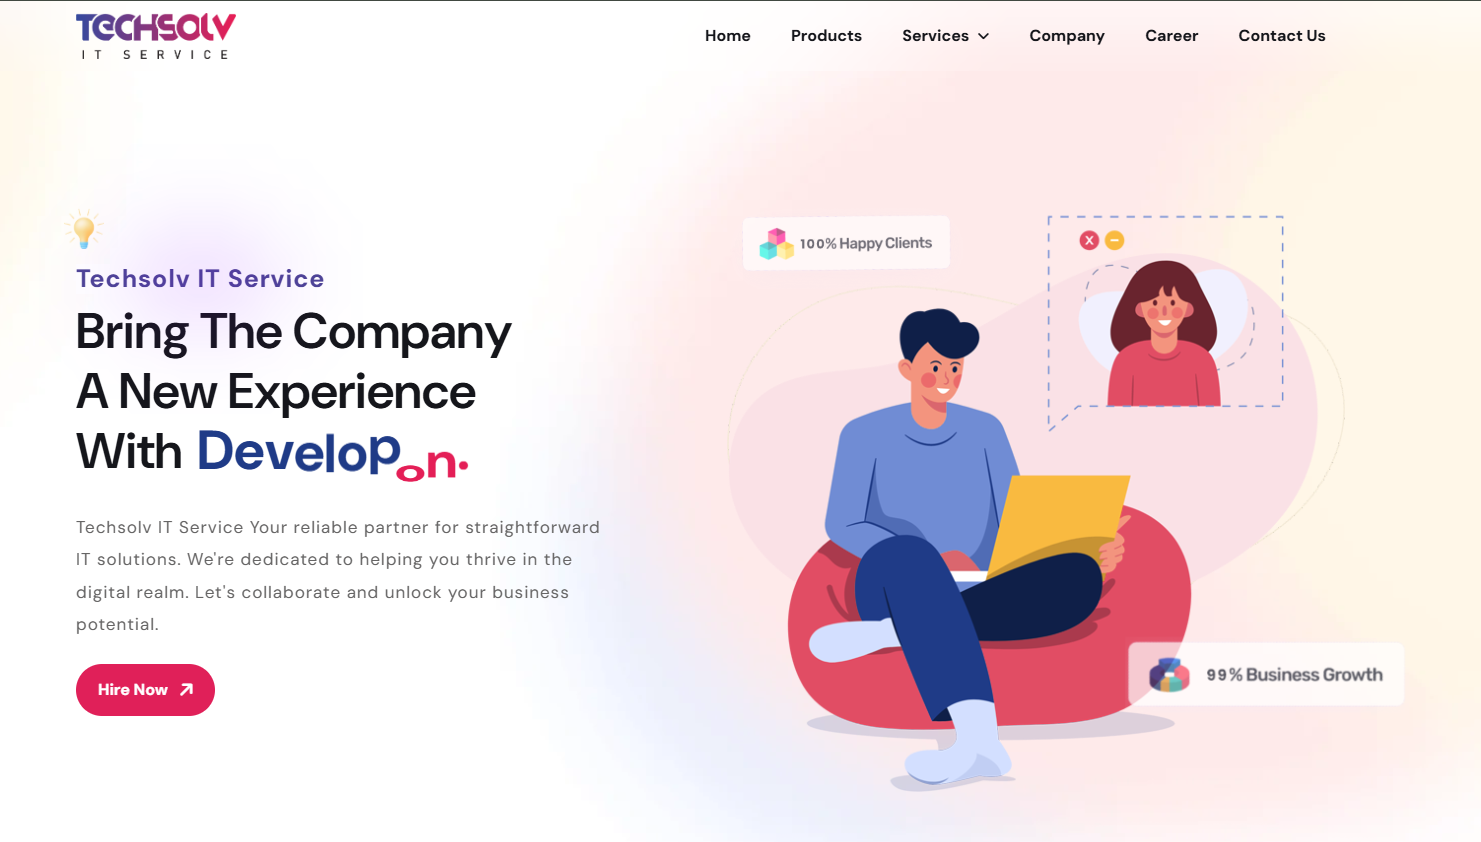 TECHSOLV
IT SERVICE
Home Products Services Company Career Contact Us
Techsolv IT Service
Bring The Company
A New Experience
With Develop on.
Techsolv IT Service Your reliable partner for straightforward
IT solutions. We're dedicated to helping you thrive in the
digital realm. Let's collaborate and unlock your business
potential.
Hire Now
100% Happy Clients
X
99% Business Growth